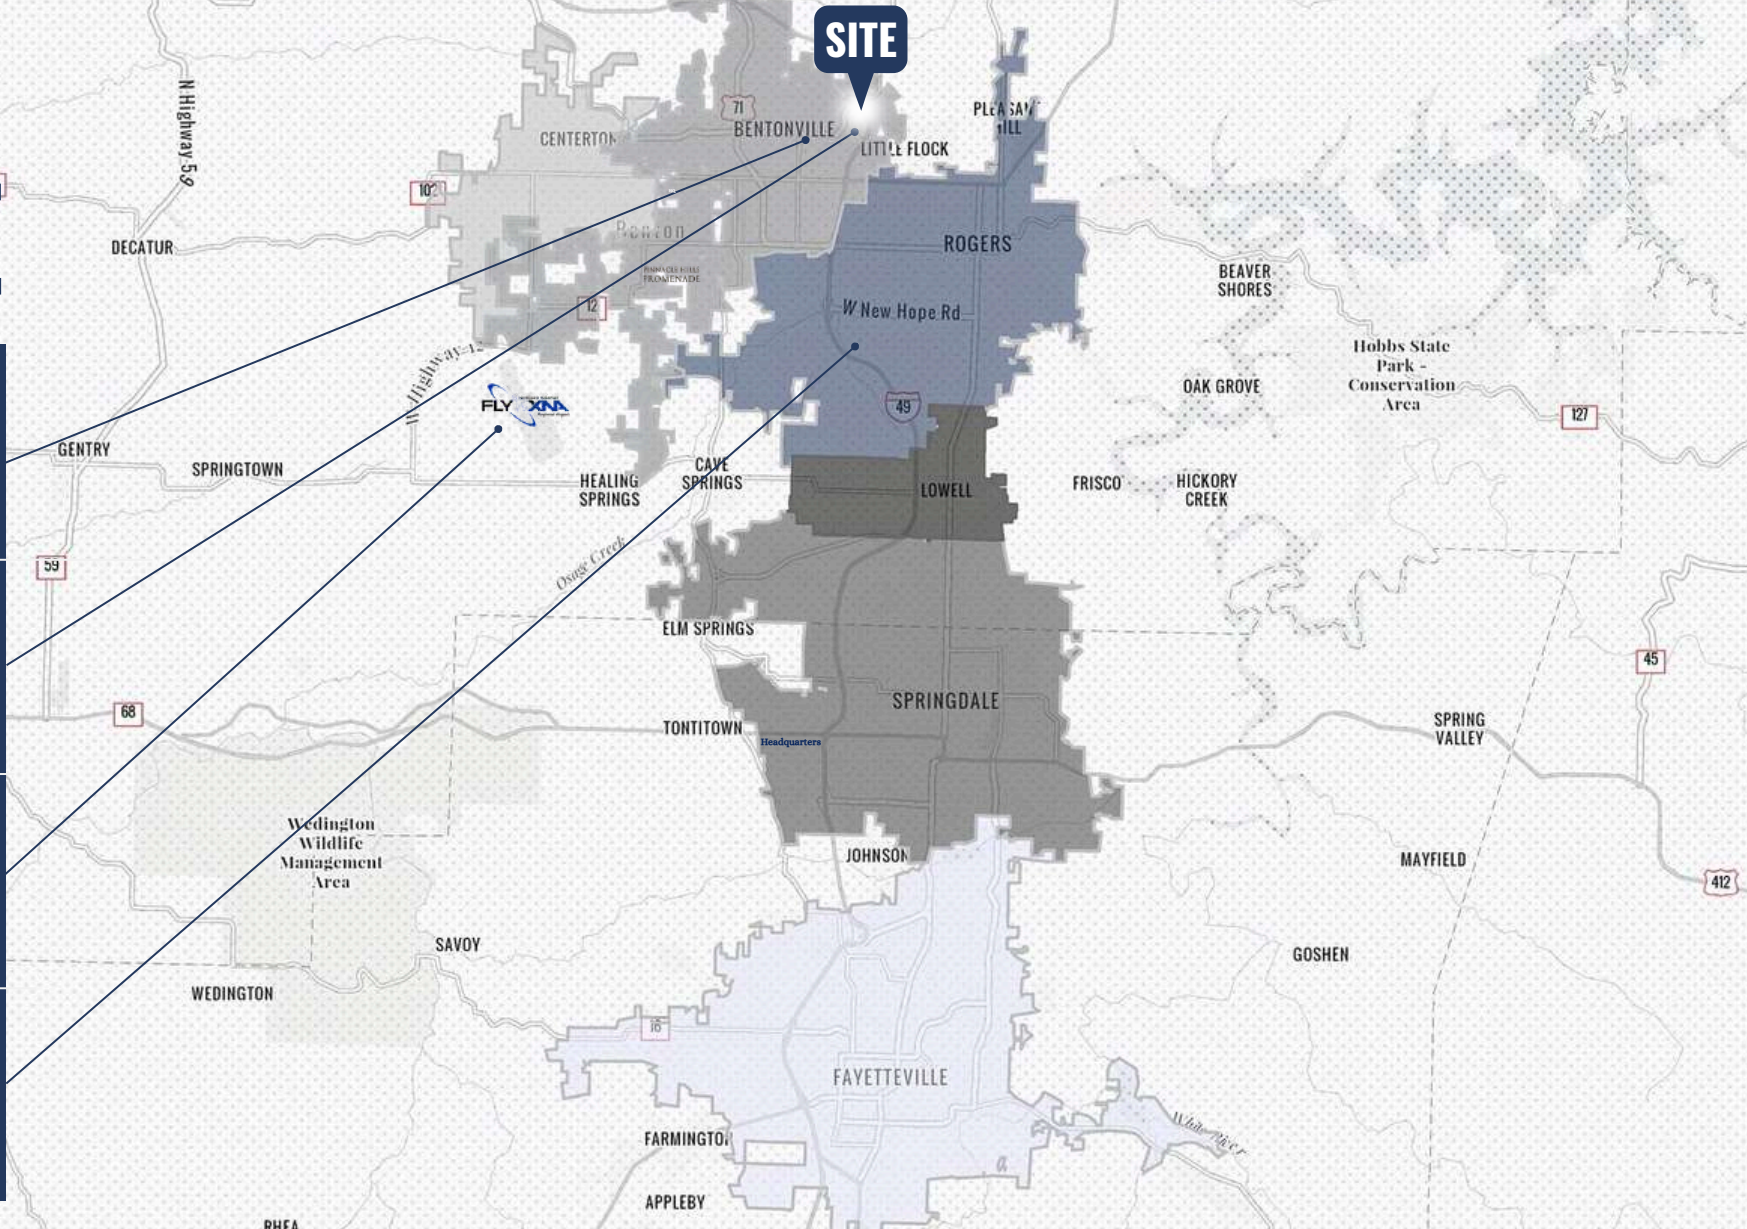 SITE
N Highway 59
71
CENTERTON
BENTONVILLE
LITTLE FLOCK
102
DECATUR
ROGERS
PINNACLE HILLS
PROMENADE
BEAVER
SHORES
12
W New Hope Rd
Hobbs State
Park -
Conservation
Area
OAK GROVE
FLY XNA
49
127
GENTRY
SPRINGTOWN
HEALING
SPRINGS
CAVE
SPRINGS
LOWELL
FRISCO
HICKORY
CREEK
Osage Creek
59
ELM SPRINGS
45
SPRINGDALE
68
TONTITOWN
Headquarters
SPRING
VALLEY
Wedington
Wildlife
Management
Area
JOHNSON
MAYFIELD
412
SAVOY
GOSHEN
WEDINGTON
16
FAYETTEVILLE
White River
FARMINGTON
a
APPLEBY
RHEA